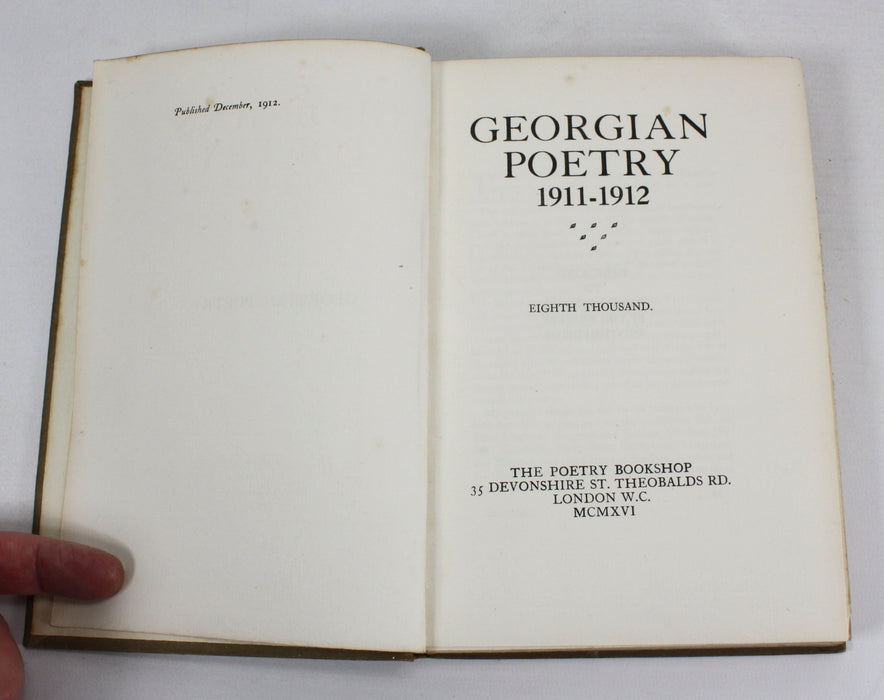 Published December, 1912.
GEORGIAN
POETRY
1911-1912
EIGHTH THOUSAND.
THE POETRY BOOKSHOP
35 DEVONSHIRE ST. THEOBALDS RD.
LONDON W.C.
MCMXVI